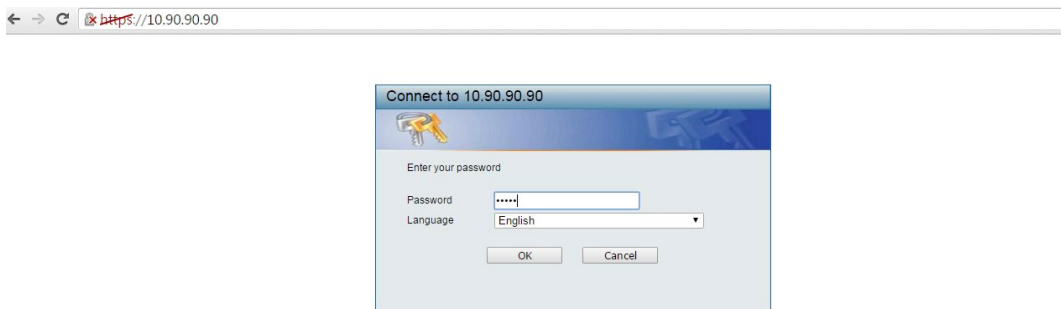 https://10.90.90.90
Connect to 10.90.90.90
Enter your password
Password •••••
Language English
OK Cancel